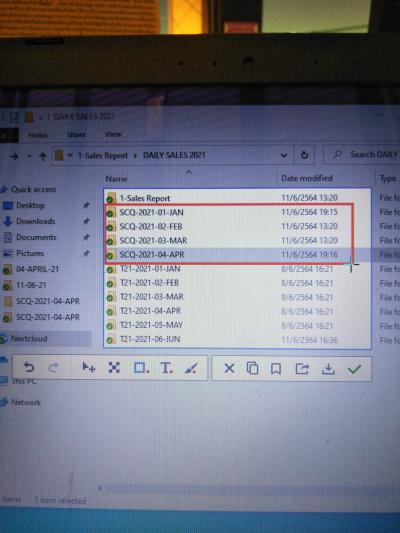 DAILY SALES 2021
Home Share View
« 1-Sales Report › DAILY SALES 2021 Search DAILY
Name Date modified Type
Quick access
Desktop
Downloads
Documents
Pictures
04-APRIL-21
11-06-21
SCQ-2021-04-APR
SCQ-2021-04-APR
Nextcloud
This PC
Network
1-Sales Report 11/6/2564 13:20 File fo
SCQ-2021-01-JAN 11/6/2564 19:15 File fo
SCQ-2021-02-FEB 11/6/2564 13:20 File fo
SCQ-2021-03-MAR 11/6/2564 13:20 File fo
SCQ-2021-04-APR 11/6/2564 19:16 File fo
T21-2021-01-JAN 8/6/2564 16:21 File fo
T21-2021-02-FEB 8/6/2564 16:21 File fo
T21-2021-03-MAR 8/6/2564 16:21 File fo
T21-2021-04-APR 8/6/2564 16:21 File fo
T21-2021-05-MAY 8/6/2564 16:21 File fo
T21-2021-06-JUN 11/6/2564 16:36 File fo
T
items 1 item selected